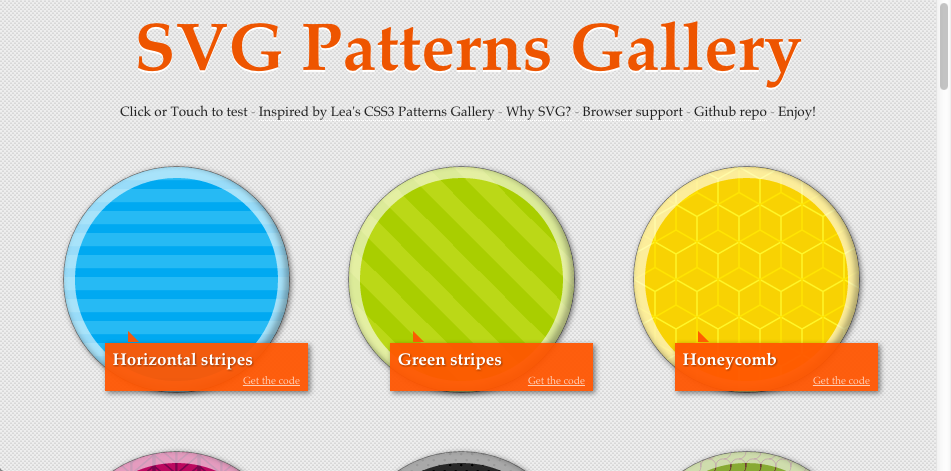 SVG Patterns Gallery
Click or Touch to test - Inspired by Lea's CSS3 Patterns Gallery - Why SVG? - Browser support - Github repo - Enjoy!
Horizontal stripes
Get the code
Green stripes
Get the code
Honeycomb
Get the code